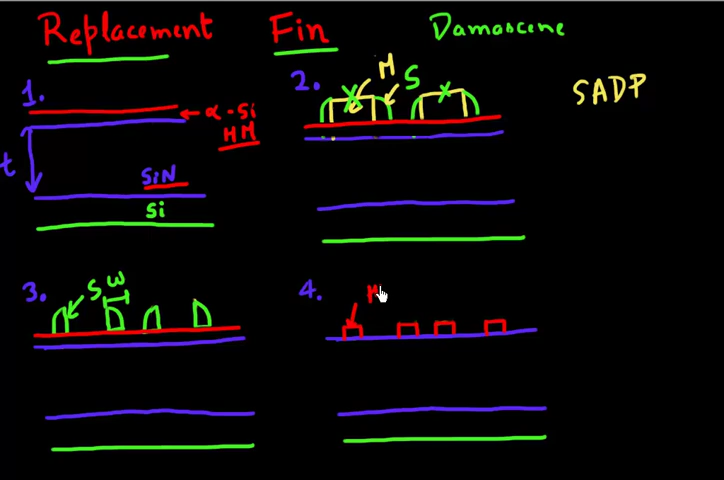 Replacement Fin Damascene
1.
α-Si
HM
t
SiN
Si
2.
M
S
SADP
3.
S
W
4.